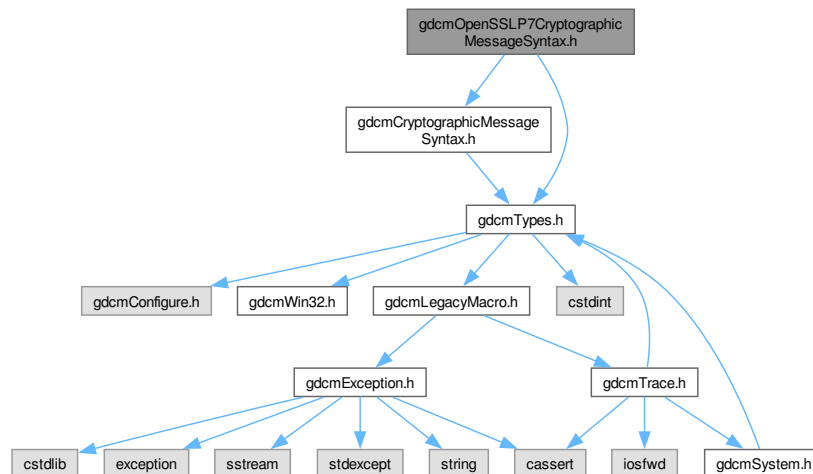 gdcmOpenSSLP7Cryptographic
MessageSyntax.h
gdcmCryptographicMessage
Syntax.h
gdcmTypes.h
gdcmConfigure.h
gdcmWin32.h
gdcmLegacyMacro.h
cstdint
gdcmException.h
gdcmTrace.h
cstdlib
exception
sstream
stdexcept
string
cassert
iosfwd
gdcmSystem.h